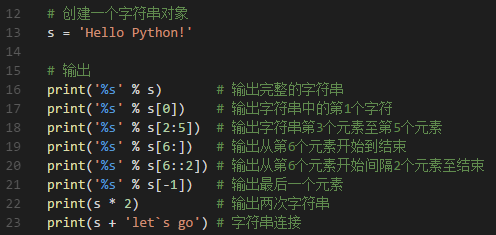 12 # 创建一个字符串对象
13 s = 'Hello Python!'
14
15 # 输出
16 print('%s' % s) # 输出完整的字符串
17 print('%s' % s[0]) # 输出字符串中的第1个字符
18 print('%s' % s[2:5]) # 输出字符串第3个元素至第5个元素
19 print('%s' % s[6:]) # 输出从第6个元素开始到结束
20 print('%s' % s[6::2]) # 输出从第6个元素开始间隔2个元素至结束
21 print('%s' % s[-1]) # 输出最后一个元素
22 print(s * 2) # 输出两次字符串
23 print(s + 'let`s go') # 字符串连接